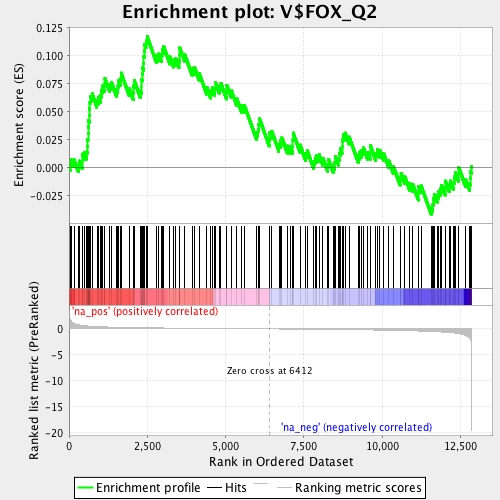 Enrichment plot: V$FOX_Q2
Enrichment score (ES)
0.125
0.100
0.075
0.050
0.025
0.000
-0.025
'na_pos' (positively correlated)
Ranked list metric (PreRanked)
0
-5
-10
-15
-20
Zero cross at 6412
'na_neg' (negatively correlated)
0
2,500
5,000
7,500
10,000
12,500
Rank in Ordered Dataset
Enrichment profile
Hits
Ranking metric scores